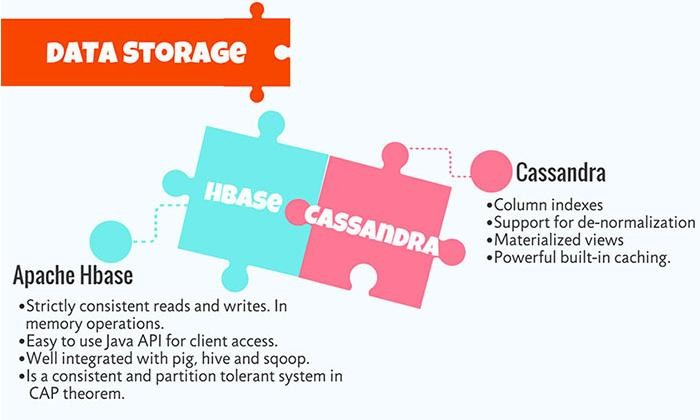 DATA STORAGE
HBASE
CASSANDRA
Cassandra
•Column indexes
•Support for de-normalization
•Materialized views
•Powerful built-in caching.
Apache Hbase
•Strictly consistent reads and writes. In
memory operations.
•Easy to use Java API for client access.
•Well integrated with pig, hive and sqoop.
•Is a consistent and partition tolerant system in
CAP theorem.